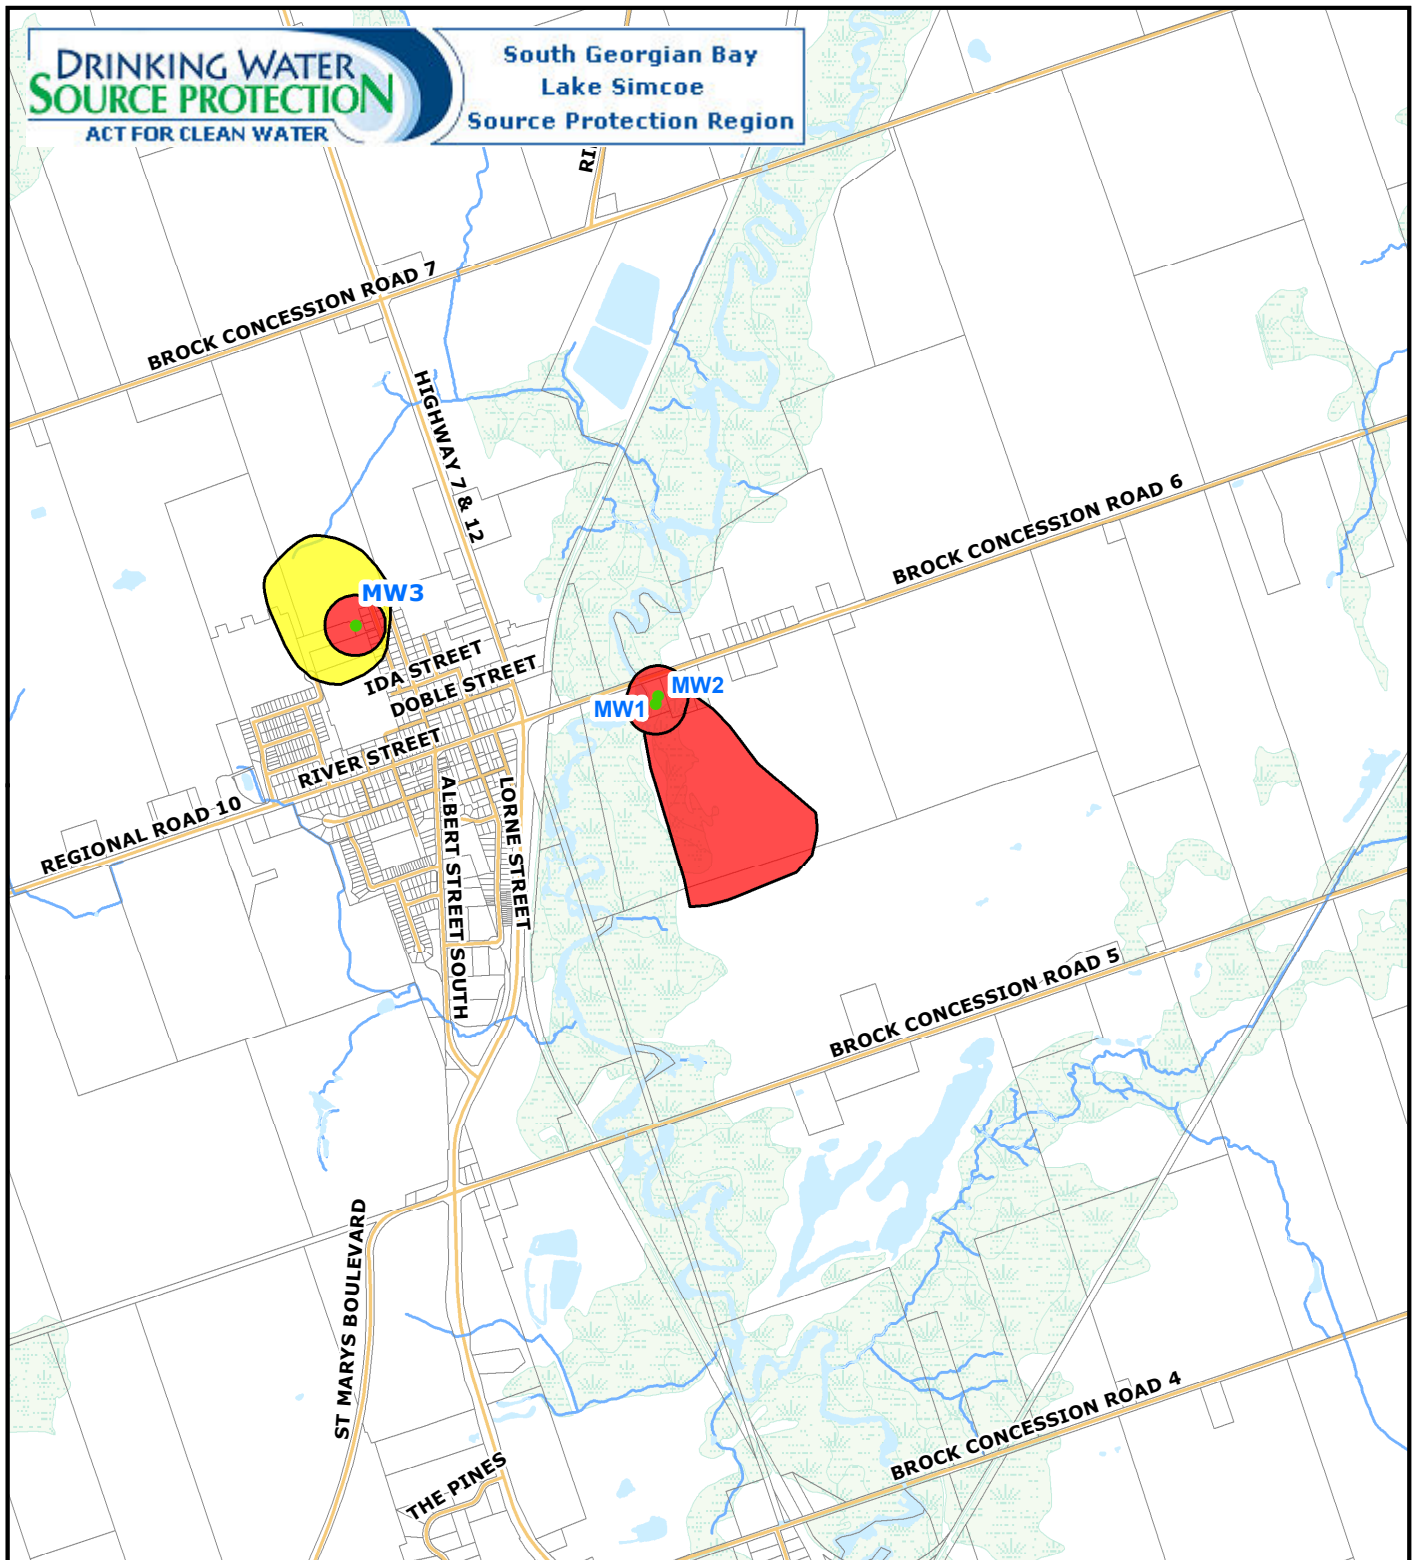 DRINKING WATER
SOURCE PROTECTION
ACT FOR CLEAN WATER
South Georgian Bay
Lake Simcoe
Source Protection Region
BROCK CONCESSION ROAD 7
HIGHWAY 7 & 12
BROCK CONCESSION ROAD 6
MW3
IDA STREET
DOBLE STREET
MW2
MW1
RIVER STREET
REGIONAL ROAD 10
ALBERT STREET SOUTH
LORNE STREET
BROCK CONCESSION ROAD 5
ST MARYS BOULEVARD
BROCK CONCESSION ROAD 4
THE PINES